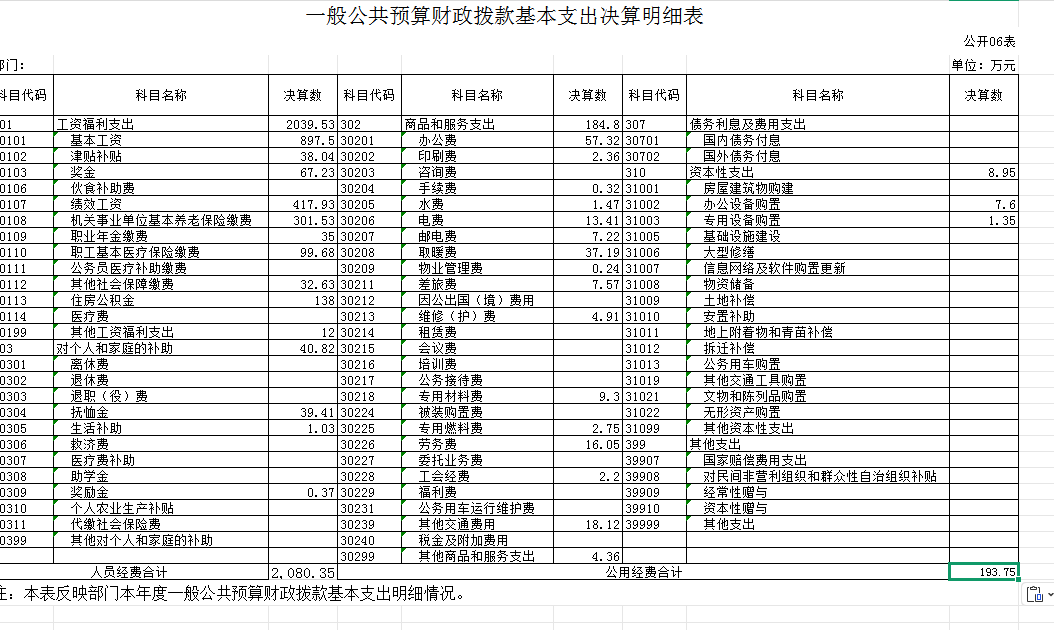 一般公共预算财政拨款基本支出决算明细表
公开06表
部门： 单位：万元
科目代码 科目名称 决算数 科目代码 科目名称 决算数 科目代码 科目名称 决算数
01 工资福利支出 2039.53 302 商品和服务支出 184.8 307 债务利息及费用支出
0101 基本工资 897.5 30201 办公费 57.32 30701 国内债务付息
0102 津贴补贴 38.04 30202 印刷费 2.36 30702 国外债务付息
0103 奖金 67.23 30203 咨询费 310 资本性支出 8.95
0106 伙食补助费 30204 手续费 0.32 31001 房屋建筑物购建
0107 绩效工资 417.93 30205 水费 1.47 31002 办公设备购置 7.6
0108 机关事业单位基本养老保险缴费 301.53 30206 电费 13.41 31003 专用设备购置 1.35
0109 职业年金缴费 35 30207 邮电费 7.22 31005 基础设施建设
0110 职工基本医疗保险缴费 99.68 30208 取暖费 37.19 31006 大型修缮
0111 公务员医疗补助缴费 30209 物业管理费 0.24 31007 信息网络及软件购置更新
0112 其他社会保障缴费 32.63 30211 差旅费 7.57 31008 物资储备
0113 住房公积金 138 30212 因公出国（境）费用 31009 土地补偿
0114 医疗费 30213 维修（护）费 4.91 31010 安置补助
0199 其他工资福利支出 12 30214 租赁费 31011 地上附着物和青苗补偿
03 对个人和家庭的补助 40.82 30215 会议费 31012 拆迁补偿
0301 离休费 30216 培训费 31013 公务用车购置
0302 退休费 30217 公务接待费 31019 其他交通工具购置
0303 退职（役）费 30218 专用材料费 9.3 31021 文物和陈列品购置
0304 抚恤金 39.41 30224 被装购置费 31022 无形资产购置
0305 生活补助 1.03 30225 专用燃料费 2.75 31099 其他资本性支出
0306 救济费 30226 劳务费 16.05 399 其他支出
0307 医疗费补助 30227 委托业务费 39907 国家赔偿费用支出
0308 助学金 30228 工会经费 2.2 39908 对民间非营利组织和群众性自治组织补贴
0309 奖励金 0.37 30229 福利费 39909 经常性赠与
0310 个人农业生产补贴 30231 公务用车运行维护费 39910 资本性赠与
0311 代缴社会保险费 30239 其他交通费用 18.12 39999 其他支出
0399 其他对个人和家庭的补助 30240 税金及附加费用
30299 其他商品和服务支出 4.36
人员经费合计 2,080.35 公用经费合计 193.75
注：本表反映部门本年度一般公共预算财政拨款基本支出明细情况。